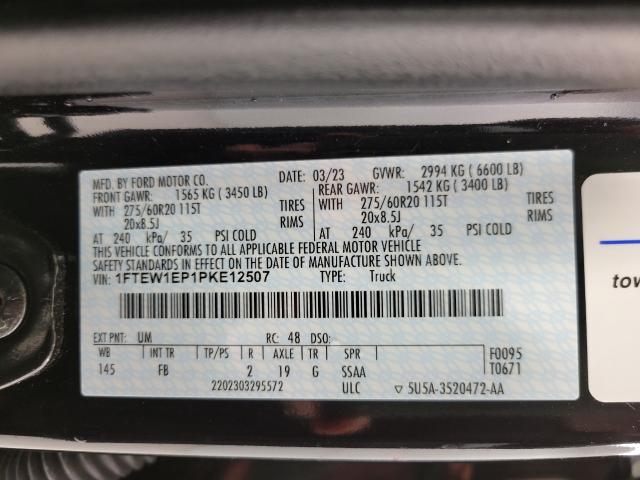 MFD. BY FORD MOTOR CO. DATE: 03/23 GVWR: 2994 KG ( 6600 LB)
FRONT GAWR: 1565 KG ( 3450 LB) REAR GAWR: 1542 KG ( 3400 LB)
WITH 275/60R20 115T TIRES WITH 275/60R20 115T TIRES
20x8.5J RIMS 20x8.5J RIMS
AT 240 kPa/ 35 PSI COLD AT 240 kPa/ 35 PSI COLD
THIS VEHICLE CONFORMS TO ALL APPLICABLE FEDERAL MOTOR VEHICLE
SAFETY STANDARDS IN EFFECT ON THE DATE OF MANUFACTURE SHOWN ABOVE.
VIN: 1FTEW1EP1PKE12507 TYPE: Truck
EXT PNT: UM RC: 48 DSO:
WB INT TR TP/PS R AXLE TR SPR F0095
145 FB 2 19 G SSAA T0671
2202303295572 ULC ▽ 5U5A-3520472-AA
tow